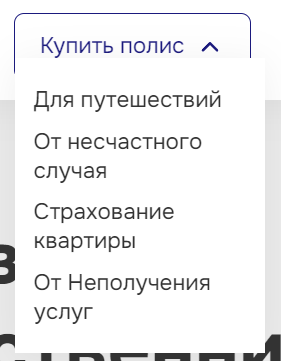 Купить полис
Для путешествий
От несчастного
случая
Страхование
квартиры
От Неполучения
услуг